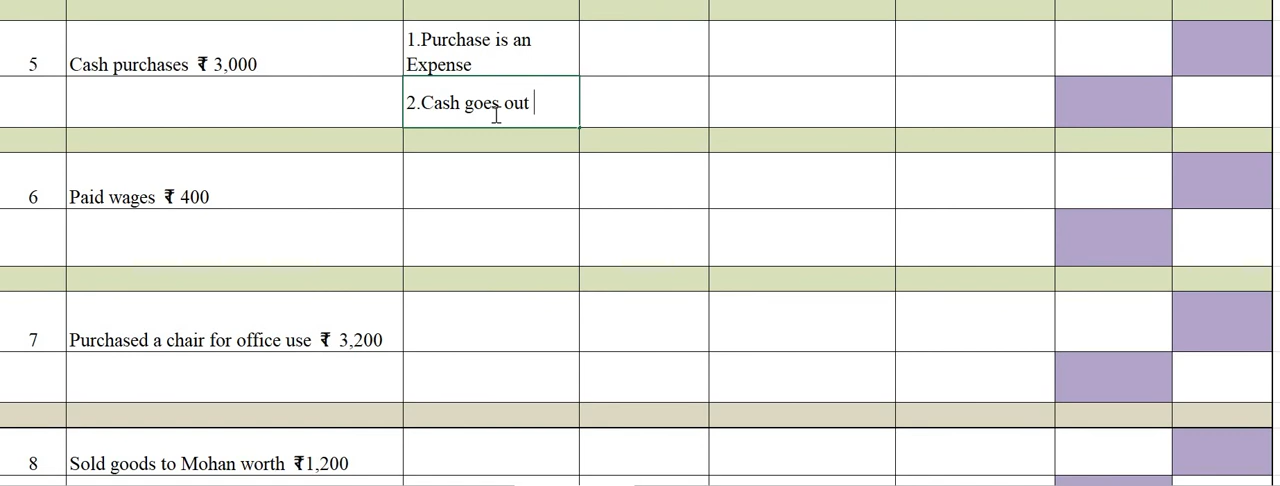 1.Purchase is an
5 Cash purchases ₹ 3,000 Expense
2.Cash goes out
6 Paid wages ₹ 400
7 Purchased a chair for office use ₹ 3,200
8 Sold goods to Mohan worth ₹1,200